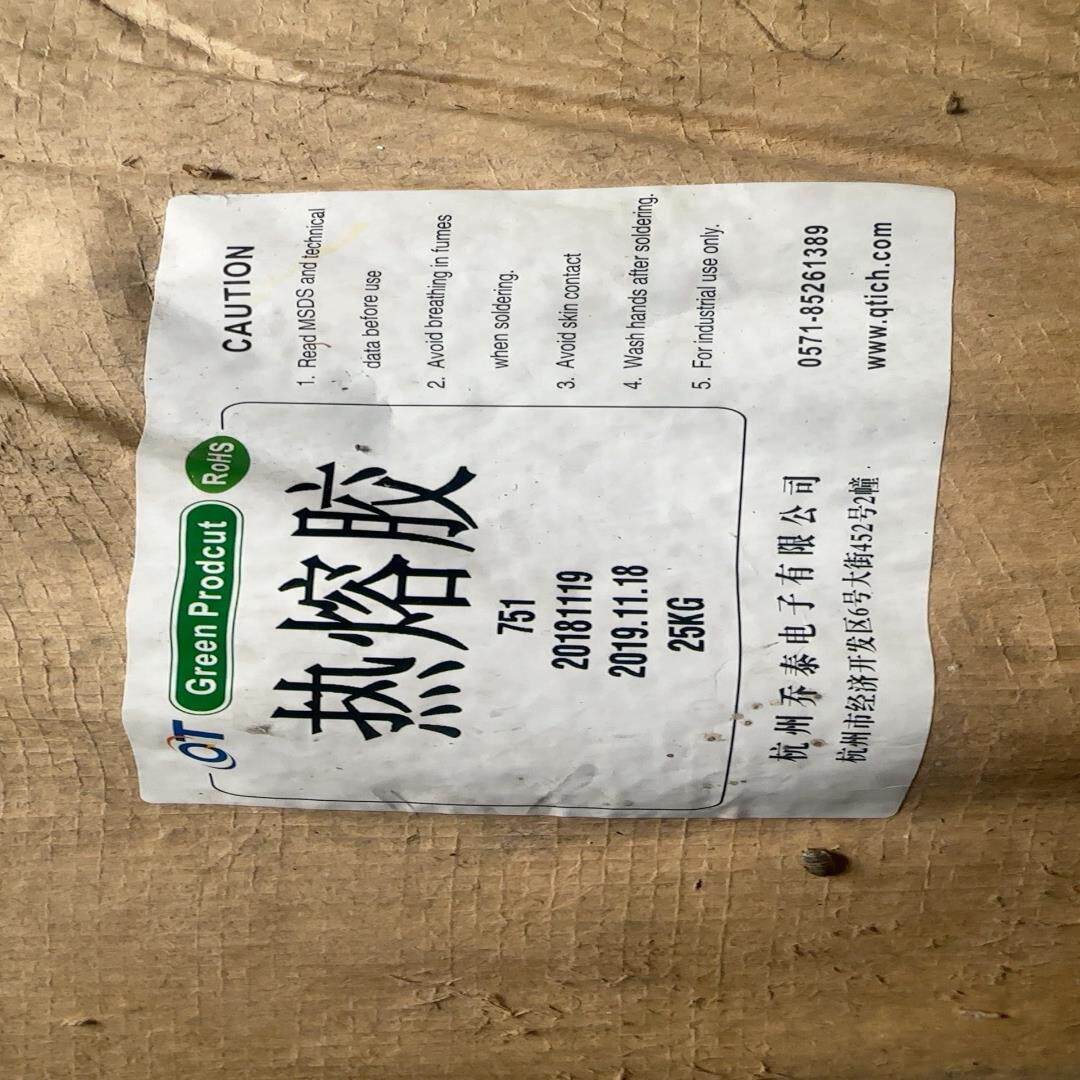 QT Green Prodcut RoHS
热熔胶
751
20181119
2019.11.18
25KG
杭州乔泰电子有限公司
杭州市经济开发区6号大街452号2幢
CAUTION
1. Read MSDS and technical
data before use
2. Avoid breathing in fumes
when soldering.
3. Avoid skin contact
4. Wash hands after soldering.
5. For industrial use only.
0571-85261389
www.qtich.com